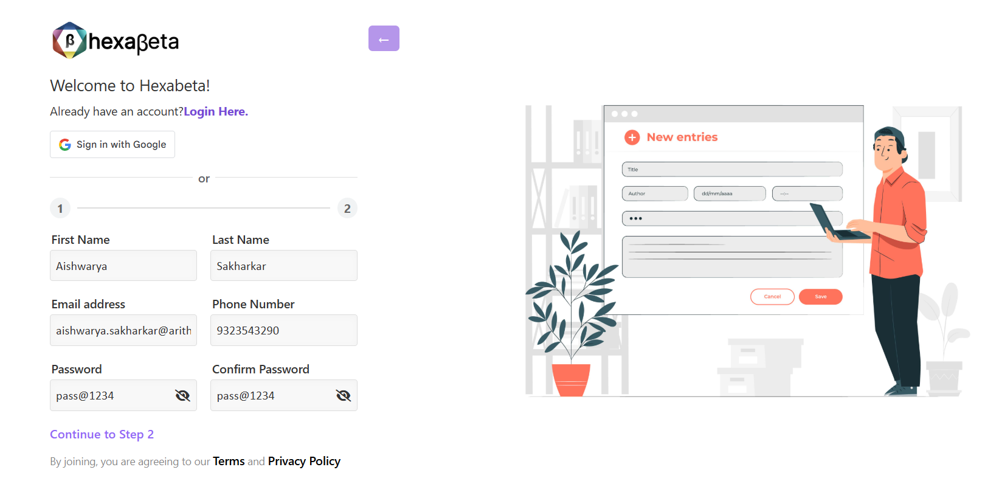 β hexaβeta
←
Welcome to Hexabeta!
Already have an account?Login Here.
Sign in with Google
or
1 2
First Name Last Name
Aishwarya Sakharkar
Email address Phone Number
aishwarya.sakharkar@arith 9323543290
Password Confirm Password
pass@1234 pass@1234
Continue to Step 2
By joining, you are agreeing to our Terms and Privacy Policy
New entries
Title
Author dd/mm/aaaa --:--
Cancel Save